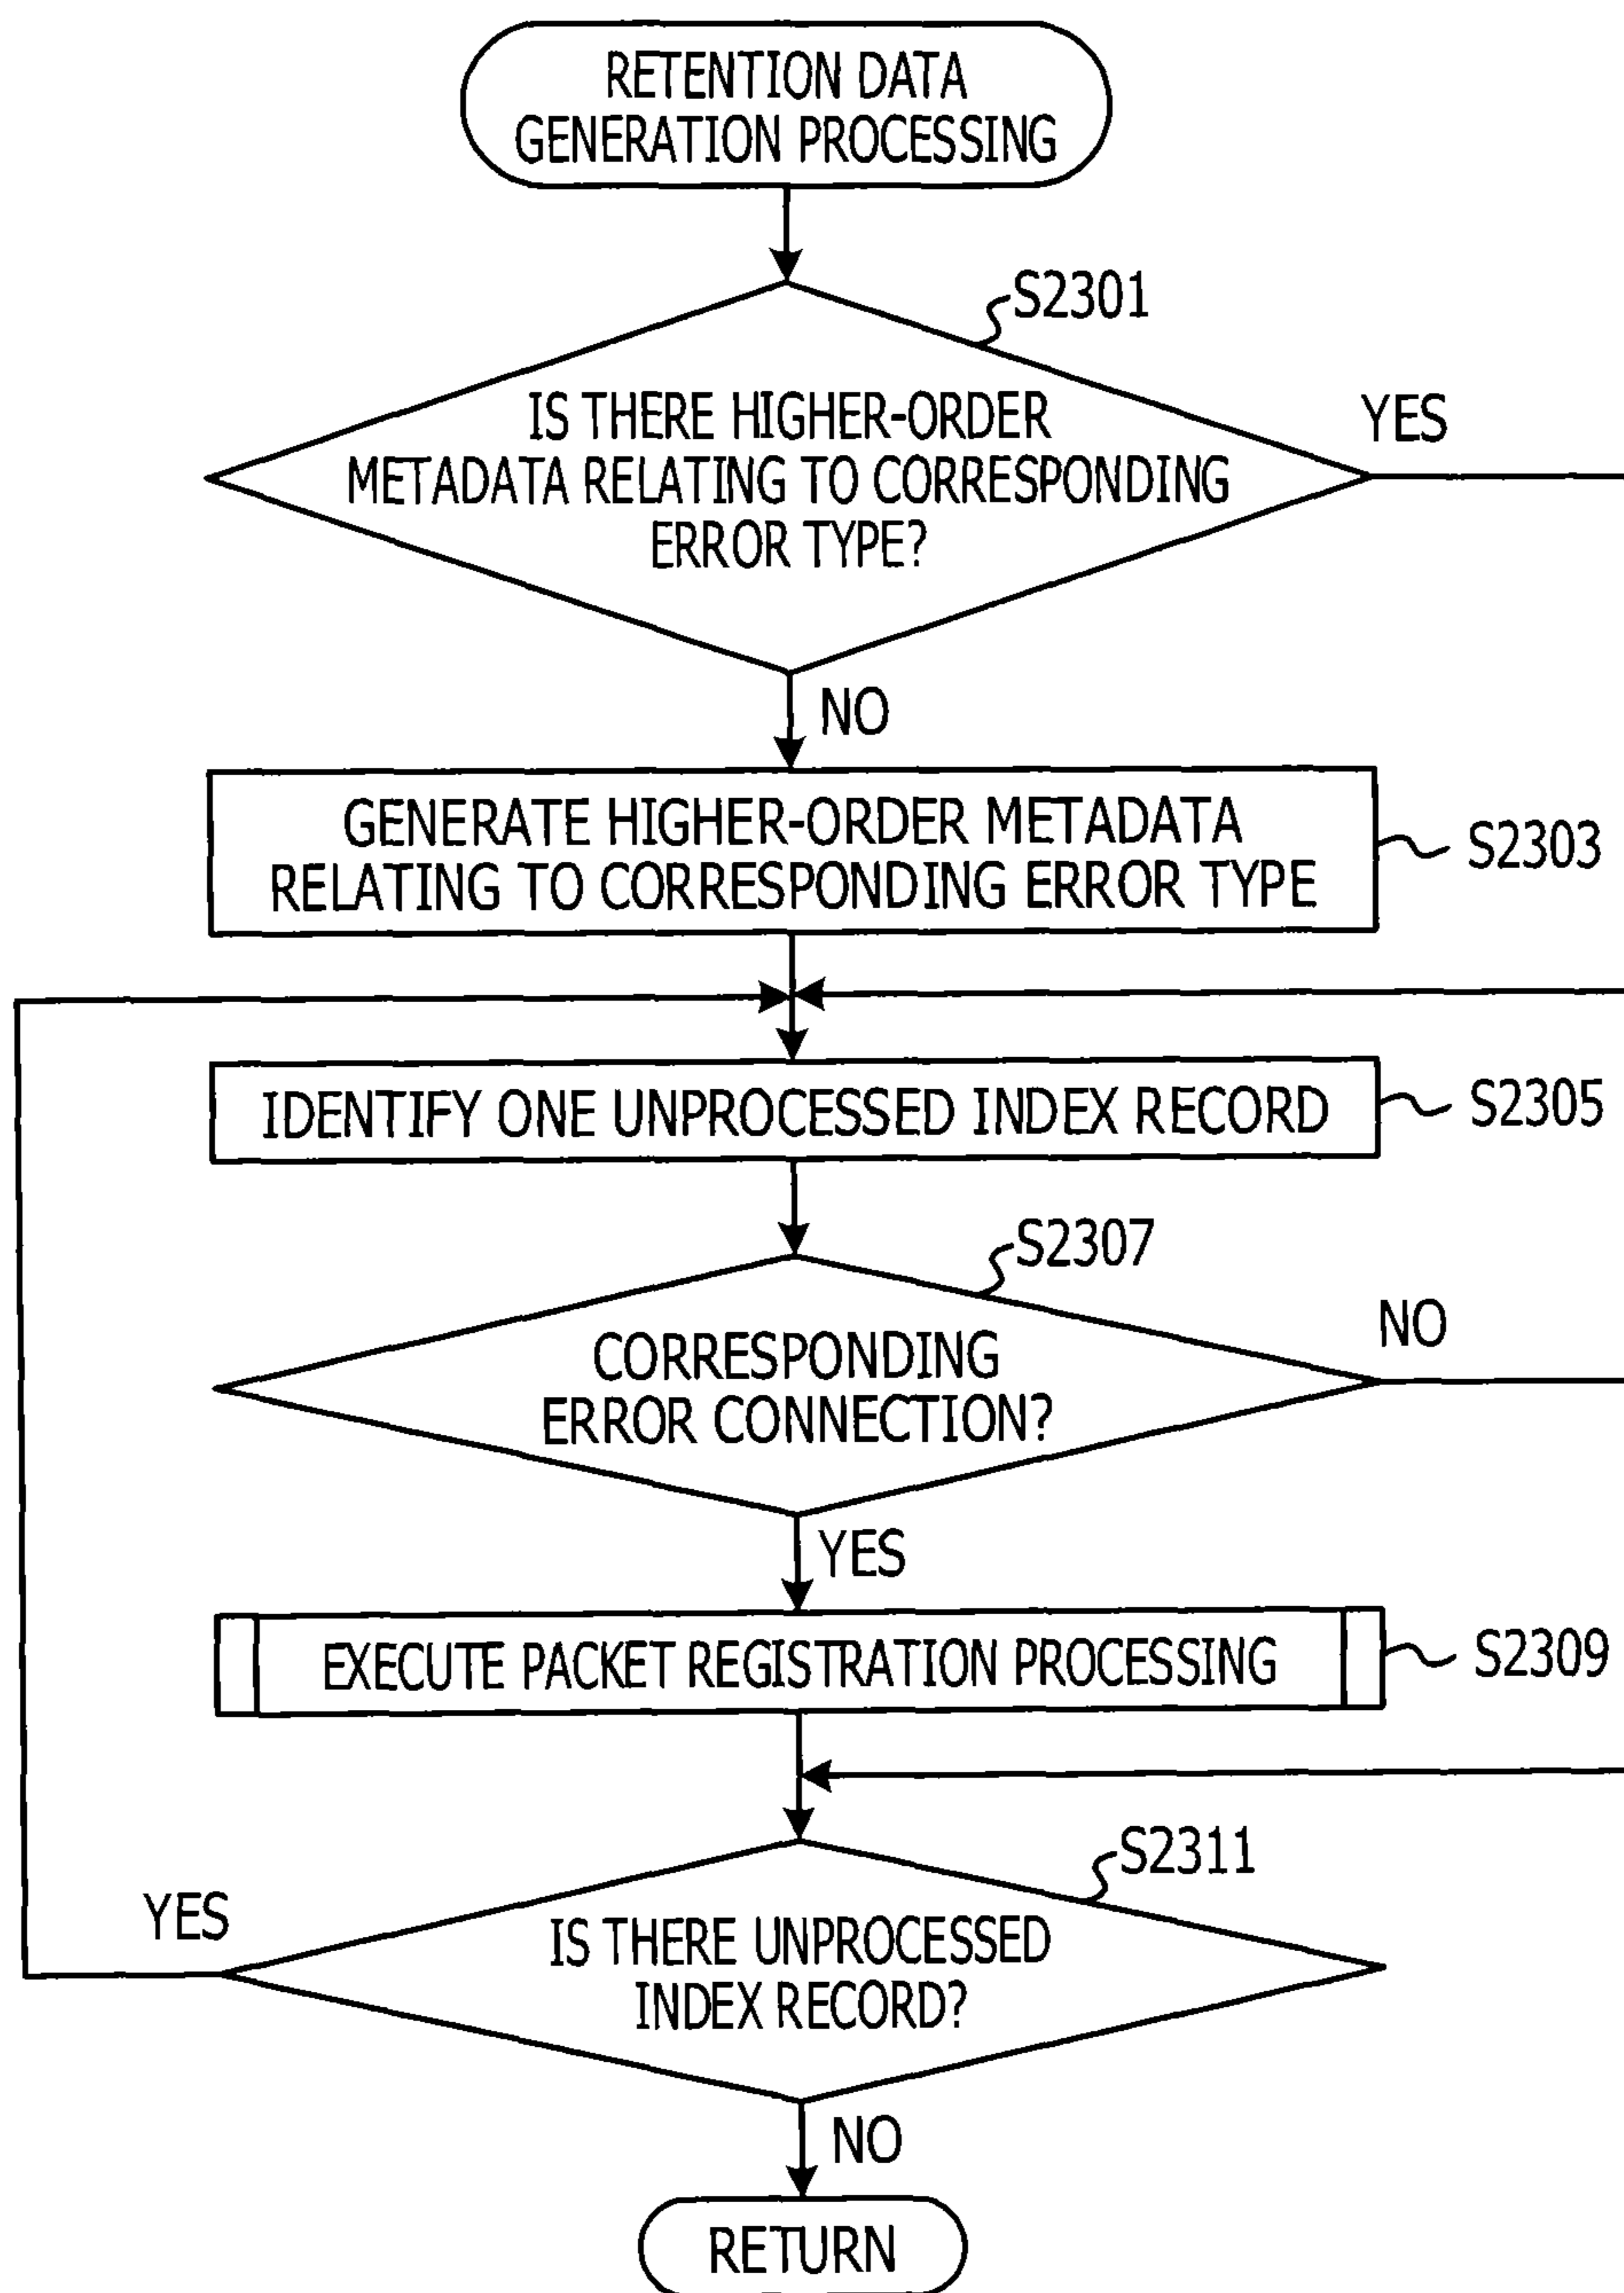 RETENTION DATA
GENERATION PROCESSING
S2301
IS THERE HIGHER-ORDER
METADATA RELATING TO CORRESPONDING
ERROR TYPE?
YES
NO
GENERATE HIGHER-ORDER METADATA
RELATING TO CORRESPONDING ERROR TYPE
S2303
IDENTIFY ONE UNPROCESSED INDEX RECORD
S2305
S2307
CORRESPONDING
ERROR CONNECTION?
NO
YES
EXECUTE PACKET REGISTRATION PROCESSING
S2309
S2311
YES
IS THERE UNPROCESSED
INDEX RECORD?
NO
RETURN